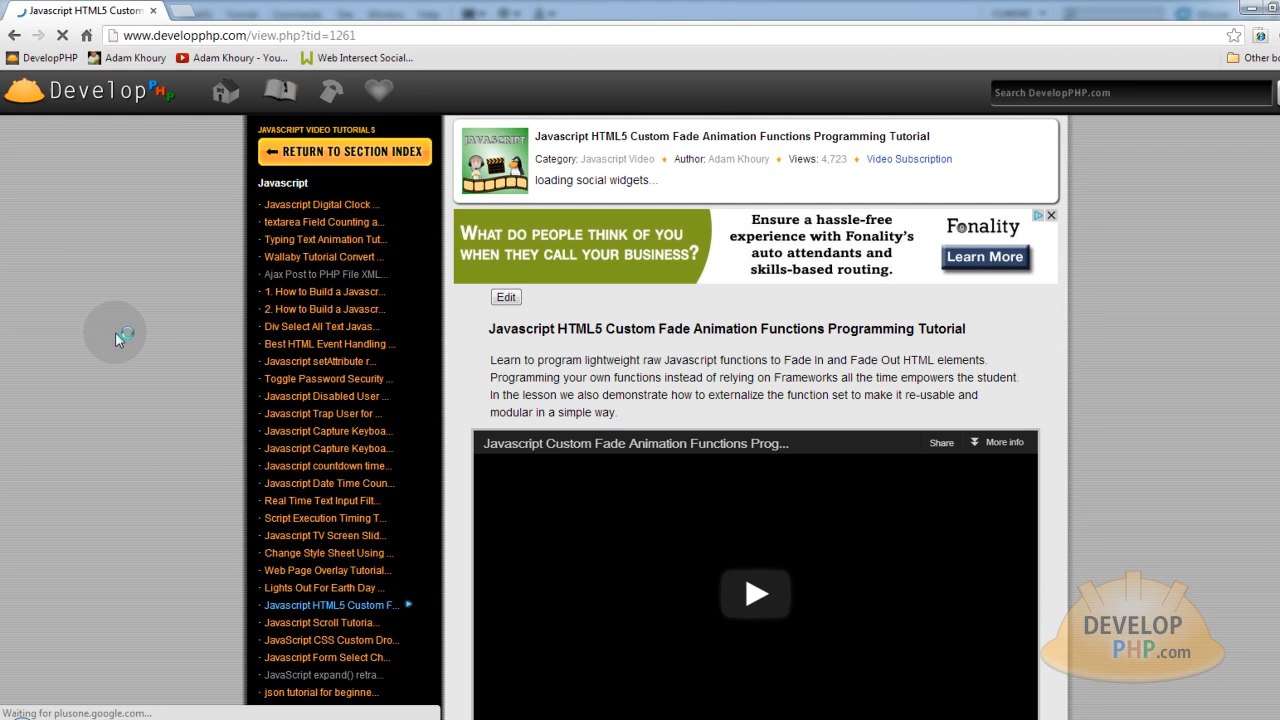 Javascript HTML5 Custom
www.developphp.com/view.php?tid=1261
DevelopPHP
Adam Khoury
Adam Khoury - You...
Web Intersect Social...
Other bo
Develop PHP
Search DevelopPHP.com
JAVASCRIPT VIDEO TUTORIALS
RETURN TO SECTION INDEX
Javascript
· Javascript Digital Clock ...
· textarea Field Counting a...
· Typing Text Animation Tut...
· Wallaby Tutorial Convert ...
· Ajax Post to PHP File XML...
· 1. How to Build a Javascr...
· 2. How to Build a Javascr...
· Div Select All Text Javas...
· Best HTML Event Handling ...
· Javascript setAttribute r...
· Toggle Password Security ...
· Javascript Disabled User ...
· Javascript Trap User for ...
· Javascript Capture Keyboa...
· Javascript Capture Keyboa...
· Javascript countdown time...
· Javascript Date Time Coun...
· Real Time Text Input Filt...
· Script Execution Timing T...
· Javascript TV Screen Slid...
· Change Style Sheet Using ...
· Web Page Overlay Tutorial...
· Lights Out For Earth Day ...
· Javascript HTML5 Custom F...
· Javascript Scroll Tutoria...
· JavaScript CSS Custom Dro...
· Javascript Form Select Ch...
· JavaScript expand() retra...
· json tutorial for beginne...
JAVASCRIPT
Javascript HTML5 Custom Fade Animation Functions Programming Tutorial
Category: Javascript Video Author: Adam Khoury Views: 4,723 Video Subscription
loading social widgets...
WHAT DO PEOPLE THINK OF YOU
WHEN THEY CALL YOUR BUSINESS?
Ensure a hassle-free
experience with Fonality's
auto attendants and
skills-based routing.
Fonality
Learn More
Edit
Javascript HTML5 Custom Fade Animation Functions Programming Tutorial
Learn to program lightweight raw Javascript functions to Fade In and Fade Out HTML elements.
Programming your own functions instead of relying on Frameworks all the time empowers the student.
In the lesson we also demonstrate how to externalize the function set to make it re-usable and
modular in a simple way.
Javascript Custom Fade Animation Functions Prog...
Share
More info
DEVELOP
PHP.com
Waiting for plusone.google.com...